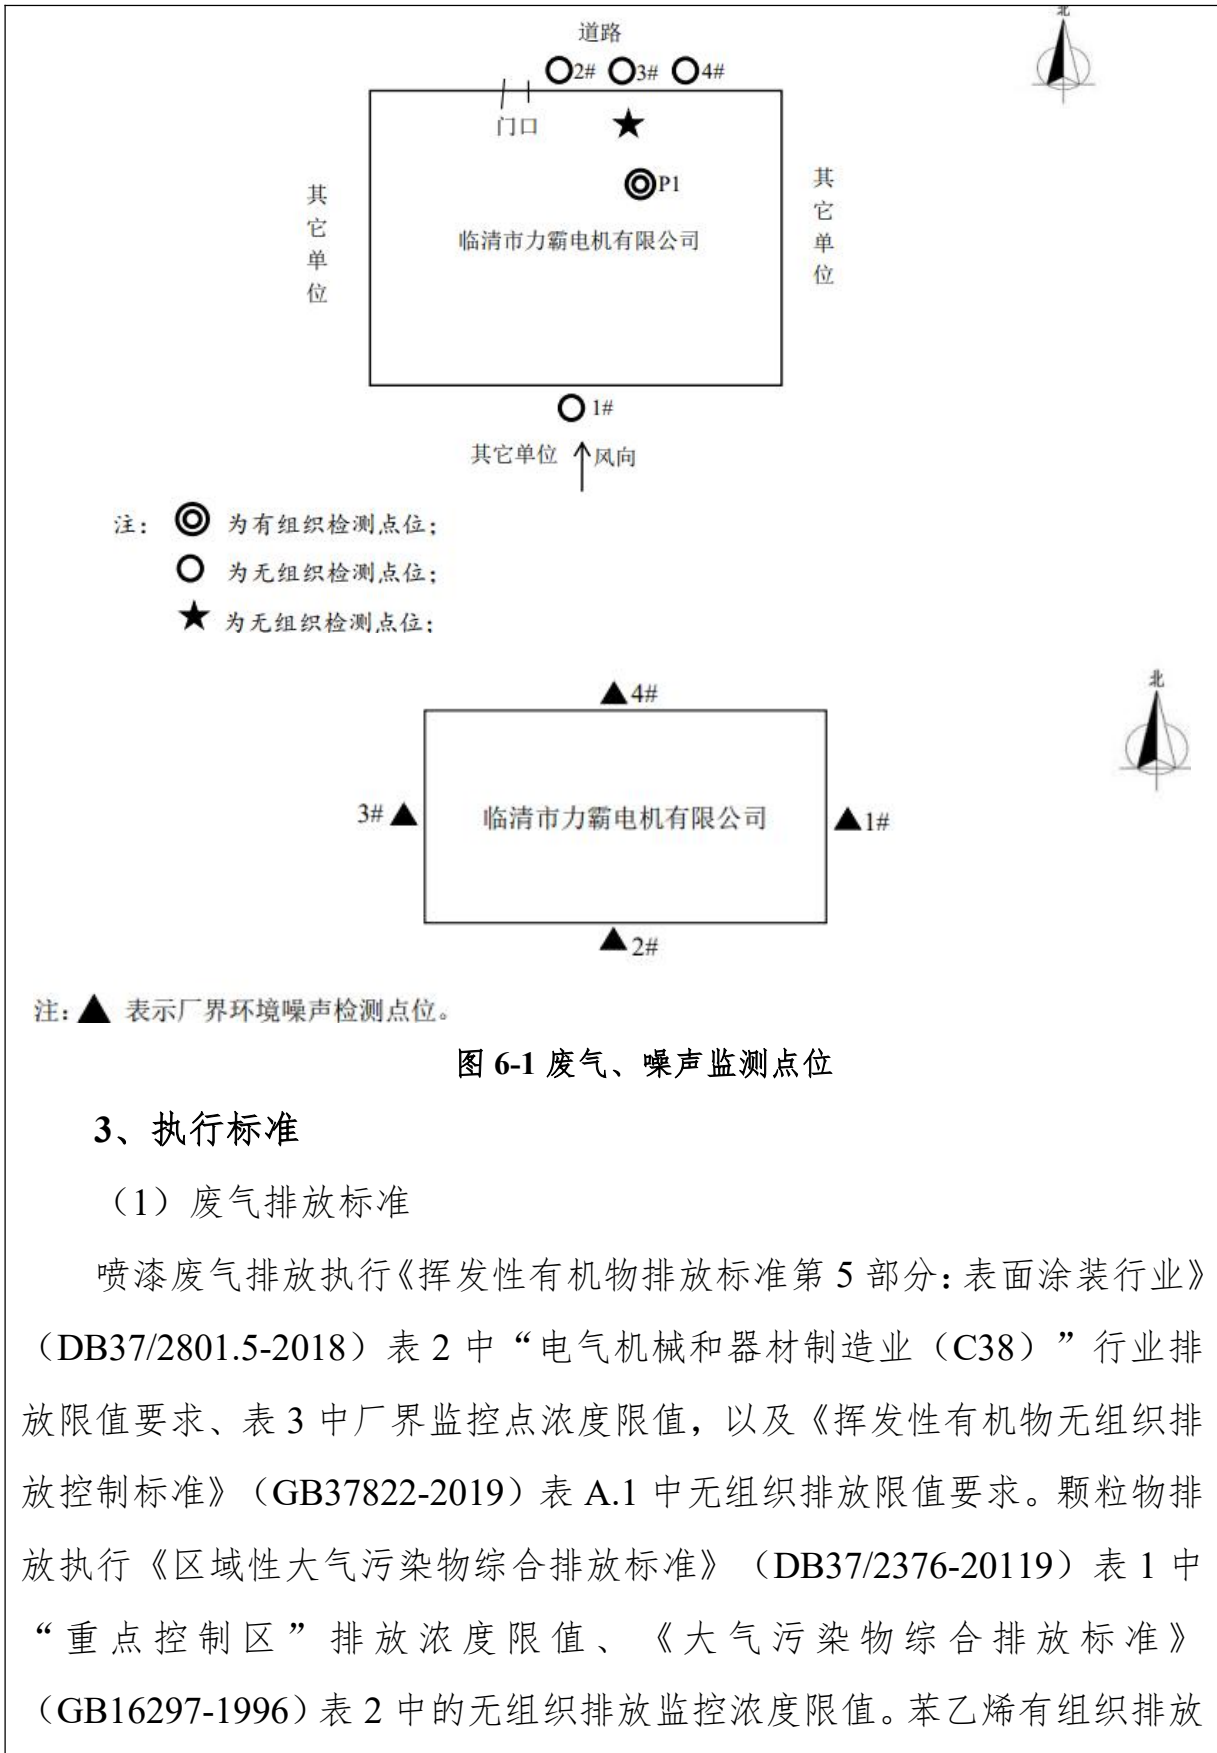 北
道路
2# 3# 4#
门口
P1
其它单位
其它单位
临清市力霸电机有限公司
1#
其它单位 风向
注： 为有组织检测点位；
为无组织检测点位；
为无组织检测点位；
北
4#
3# 临清市力霸电机有限公司 1#
2#
注： 表示厂界环境噪声检测点位。
图 6-1 废气、噪声监测点位
3、执行标准
（1）废气排放标准
喷漆废气排放执行《挥发性有机物排放标准第 5 部分：表面涂装行业》
（DB37/2801.5-2018）表 2 中“电气机械和器材制造业（C38）”行业排
放限值要求、表 3 中厂界监控点浓度限值，以及《挥发性有机物无组织排
放控制标准》（GB37822-2019）表 A.1 中无组织排放限值要求。颗粒物排
放执行《区域性大气污染物综合排放标准》（DB37/2376-20119）表 1 中
“重点控制区”排放浓度限值、《大气污染物综合排放标准》
（GB16297-1996）表 2 中的无组织排放监控浓度限值。苯乙烯有组织排放